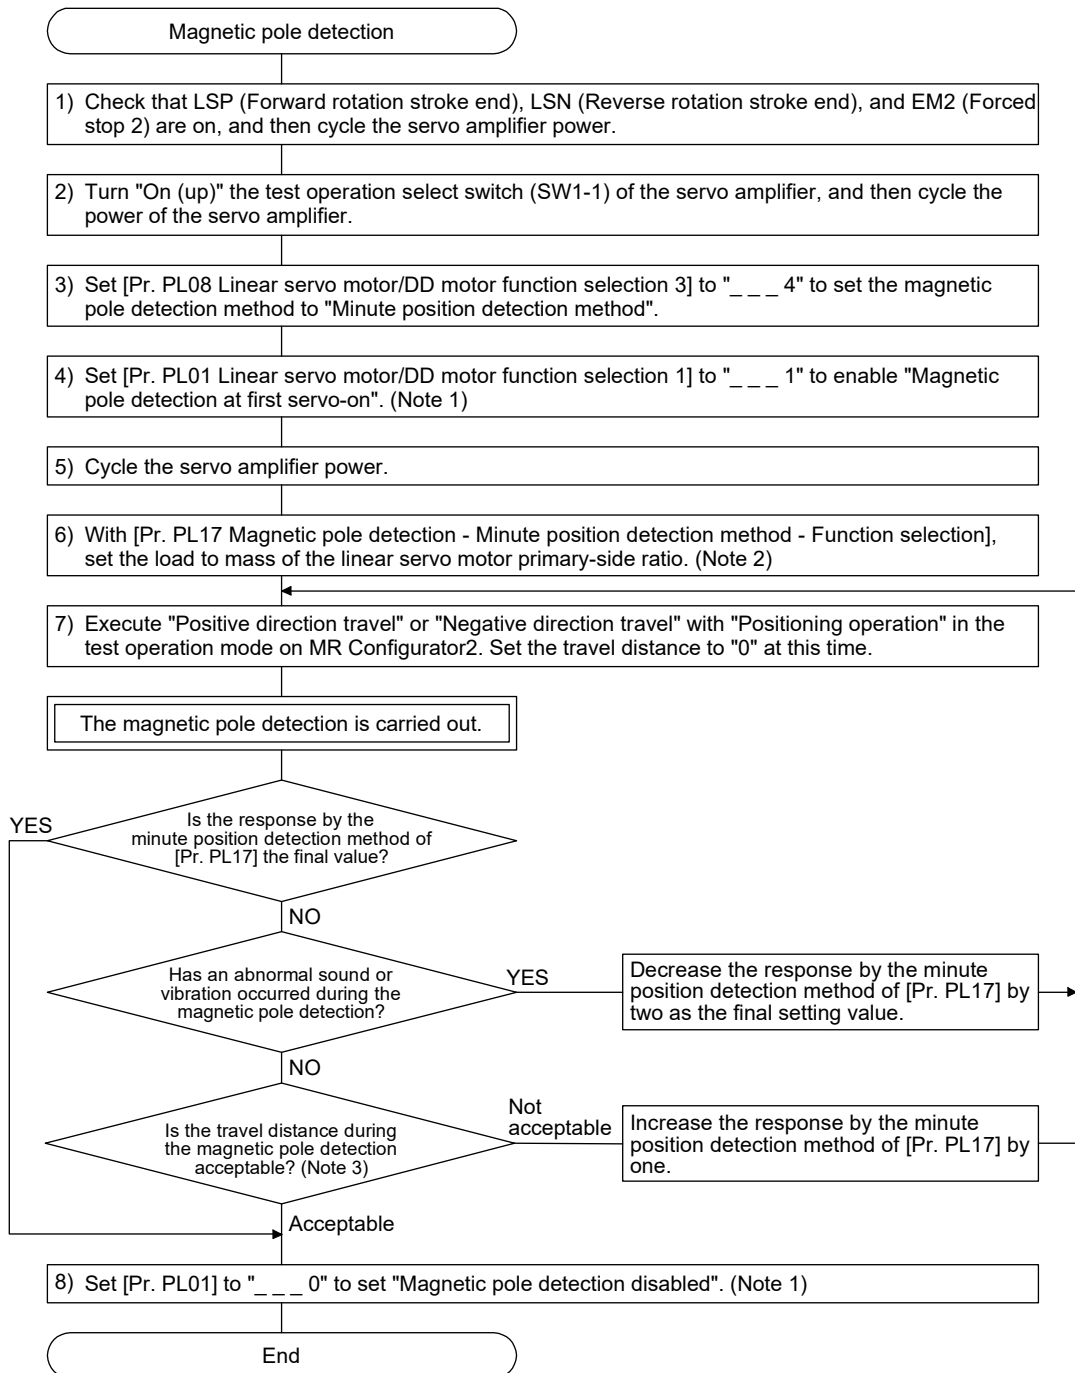 Magnetic pole detection
1) Check that LSP (Forward rotation stroke end), LSN (Reverse rotation stroke end), and EM2 (Forced
stop 2) are on, and then cycle the servo amplifier power.
2) Turn "On (up)" the test operation select switch (SW1-1) of the servo amplifier, and then cycle the
power of the servo amplifier.
3) Set [Pr. PL08 Linear servo motor/DD motor function selection 3] to "_ _ _ 4" to set the magnetic
pole detection method to "Minute position detection method".
4) Set [Pr. PL01 Linear servo motor/DD motor function selection 1] to "_ _ _ 1" to enable "Magnetic
pole detection at first servo-on". (Note 1)
5) Cycle the servo amplifier power.
6) With [Pr. PL17 Magnetic pole detection - Minute position detection method - Function selection],
set the load to mass of the linear servo motor primary-side ratio. (Note 2)
7) Execute "Positive direction travel" or "Negative direction travel" with "Positioning operation" in the
test operation mode on MR Configurator2. Set the travel distance to "0" at this time.
The magnetic pole detection is carried out.
YES
Is the response by the
minute position detection method of
[Pr. PL17] the final value?
NO
Has an abnormal sound or
vibration occurred during the
magnetic pole detection?
YES
Decrease the response by the minute
position detection method of [Pr. PL17] by
two as the final setting value.
NO
Is the travel distance during
the magnetic pole detection
acceptable? (Note 3)
Not
acceptable
Increase the response by the minute
position detection method of [Pr. PL17] by
one.
Acceptable
8) Set [Pr. PL01] to "_ _ _ 0" to set "Magnetic pole detection disabled". (Note 1)
End